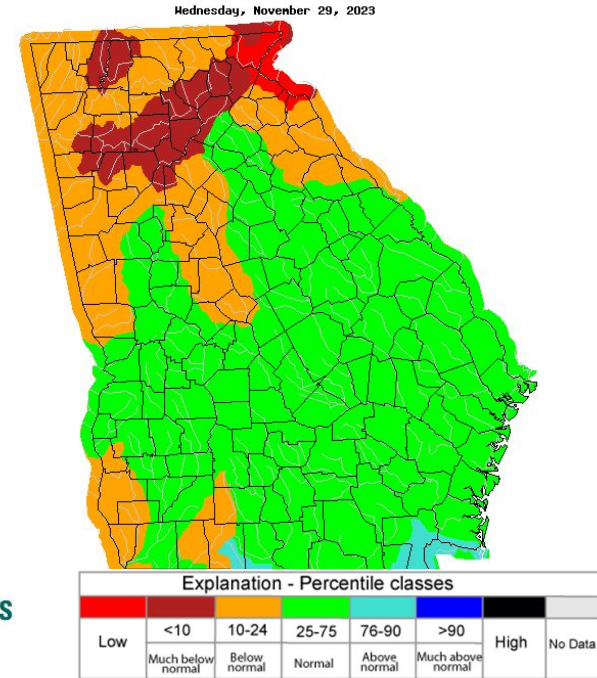 Wednesday, November 29, 2023
Explanation - Percentile classes
Low
<10
10-24
25-75
76-90
>90
High
No Data
Much below normal
Below normal
Normal
Above normal
Much above normal
s